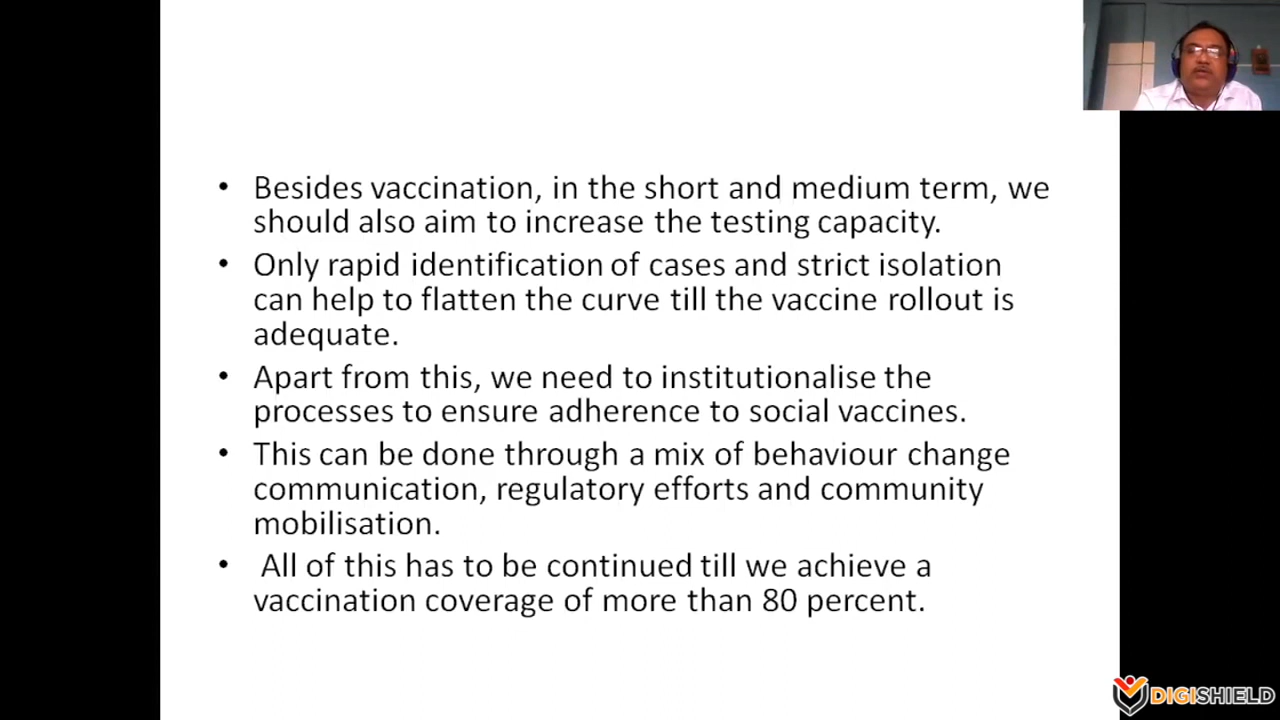 • Besides vaccination, in the short and medium term, we
should also aim to increase the testing capacity.
• Only rapid identification of cases and strict isolation
can help to flatten the curve till the vaccine rollout is
adequate.
• Apart from this, we need to institutionalise the
processes to ensure adherence to social vaccines.
• This can be done through a mix of behaviour change
communication, regulatory efforts and community
mobilisation.
• All of this has to be continued till we achieve a
vaccination coverage of more than 80 percent.
DIGISHIELD